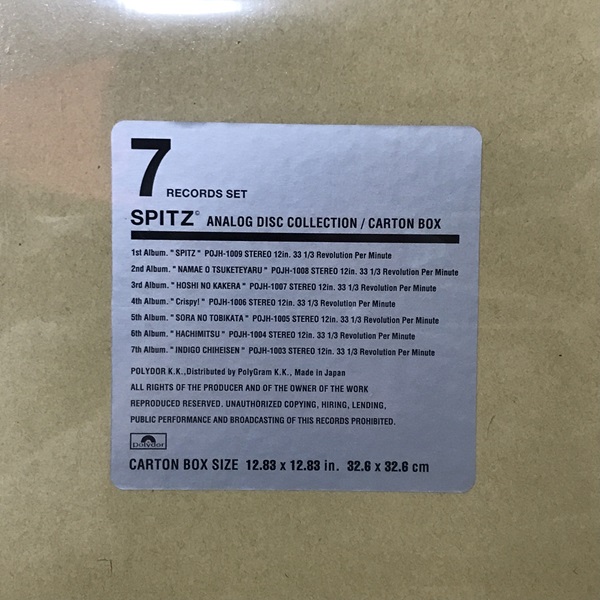 7 RECORDS SET
SPITZ© ANALOG DISC COLLECTION / CARTON BOX
1st Album. "SPITZ" POJH-1009 STEREO 12in. 33 1/3 Revolution Per Minute
2nd Album. "NAMAE O TSUKETEYARU" POJH-1008 STEREO 12in. 33 1/3 Revolution Per Minute
3rd Album. "HOSHI NO KAKERA" POJH-1007 STEREO 12in. 33 1/3 Revolution Per Minute
4th Album. "Crispy!" POJH-1006 STEREO 12in. 33 1/3 Revolution Per Minute
5th Album. "SORA NO TOBIKATA" POJH-1005 STEREO 12in. 33 1/3 Revolution Per Minute
6th Album. "HACHIMITSU" POJH-1004 STEREO 12in. 33 1/3 Revolution Per Minute
7th Album. "INDIGO CHIHEISEN" POJH-1003 STEREO 12in. 33 1/3 Revolution Per Minute
POLYDOR K.K.,Distributed by PolyGram K.K., Made in Japan
ALL RIGHTS OF THE PRODUCER AND OF THE OWNER OF THE WORK
REPRODUCED RESERVED. UNAUTHORIZED COPYING, HIRING, LENDING,
PUBLIC PERFORMANCE AND BROADCASTING OF THIS RECORDS PROHIBITED.
Polydor
CARTON BOX SIZE 12.83 x 12.83 in. 32.6 x 32.6 cm